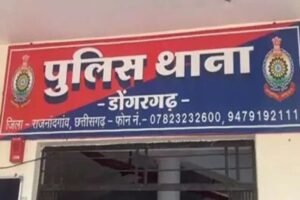 पुलिस थाना
- डोंगरगढ़ -
जिला - राजनांदगांव, छत्तीसगढ़ - फोन नं.- 07823232600, 9479192111